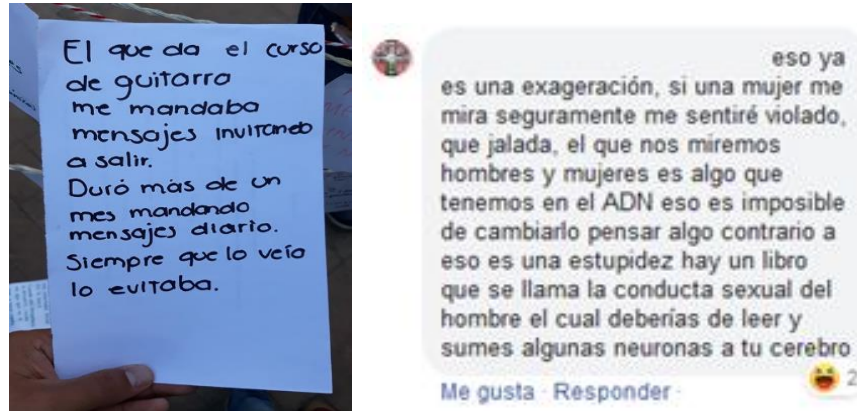 El que da el curso
de guitarra
me mandaba
mensajes invitando
a salir.
Duró más de un
mes mandando
mensajes diario.
Siempre que lo veía
lo evitaba.
eso ya
es una exageración, si una mujer me
mira seguramente me sentiré violado,
que jalada, el que nos miremos
hombres y mujeres es algo que
tenemos en el ADN eso es imposible
de cambiarlo pensar algo contrario a
eso es una estupidez hay un libro
que se llama la conducta sexual del
hombre el cual deberías de leer y
sumes algunas neuronas a tu cerebro
2
Me gusta · Responder ·